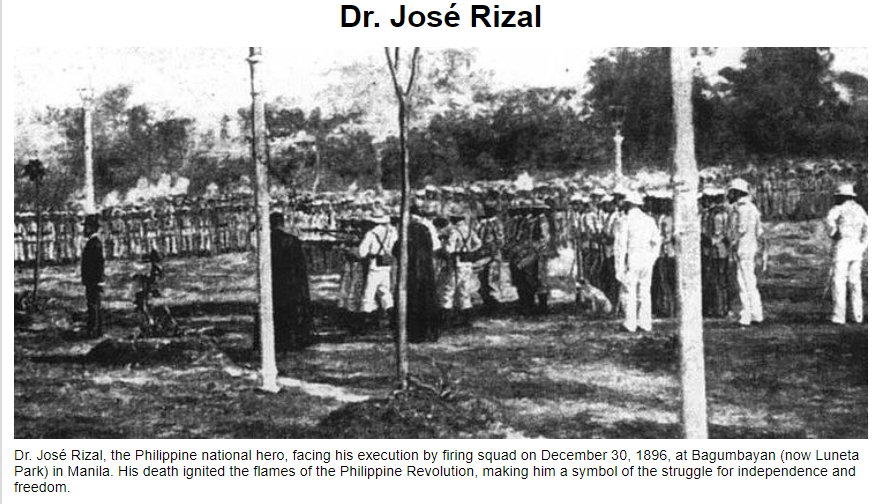 Dr. José Rizal
Dr. José Rizal, the Philippine national hero, facing his execution by firing squad on December 30, 1896, at Bagumbayan (now Luneta
Park) in Manila. His death ignited the flames of the Philippine Revolution, making him a symbol of the struggle for independence and
freedom.